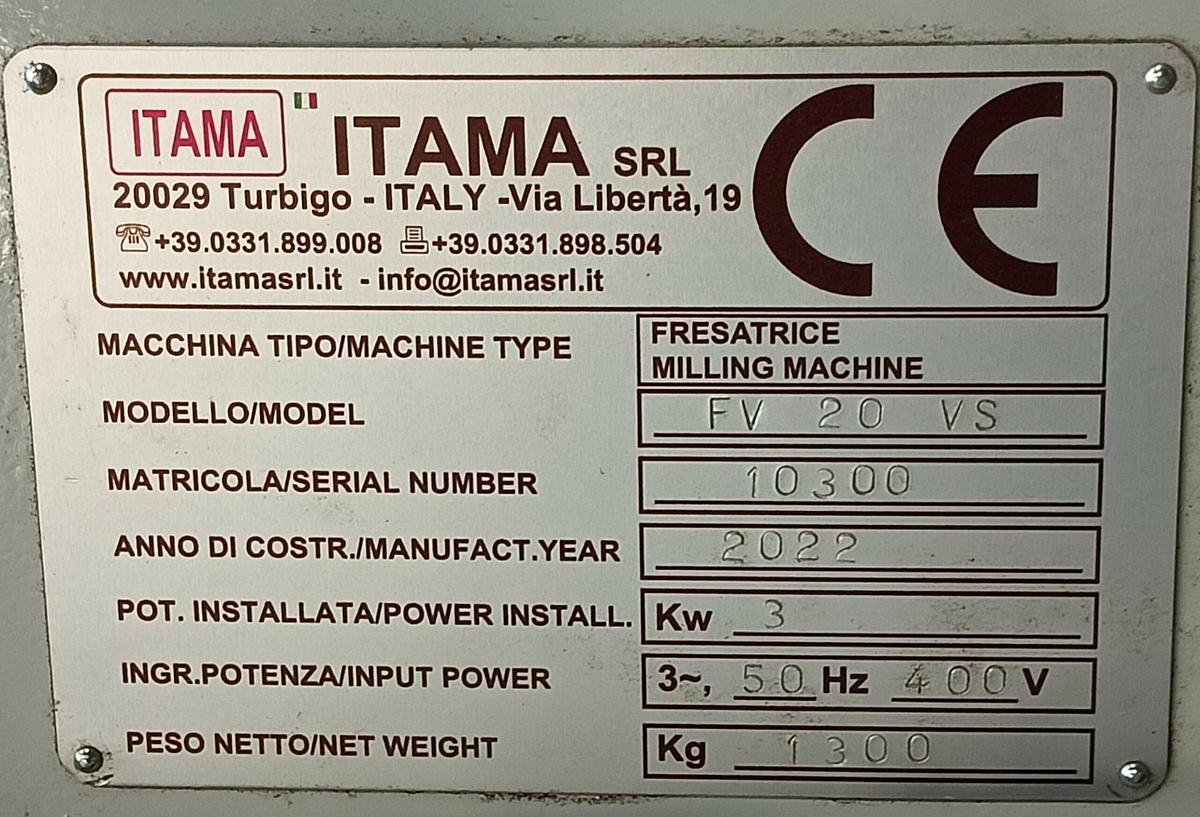 ITAMA
ITAMA SRL
20029 Turbigo - ITALY -Via Libertà,19
+39.0331.899.008 +39.0331.898.504
www.itamasrl.it - info@itamasrl.it
CE
MACCHINA TIPO/MACHINE TYPE FRESATRICE
MILLING MACHINE
MODELLO/MODEL FV 20 VS
MATRICOLA/SERIAL NUMBER 10300
ANNO DI COSTR./MANUFACT.YEAR 2022
POT. INSTALLATA/POWER INSTALL. Kw 3
INGR.POTENZA/INPUT POWER 3~, 50 Hz 400 V
PESO NETTO/NET WEIGHT Kg 1300